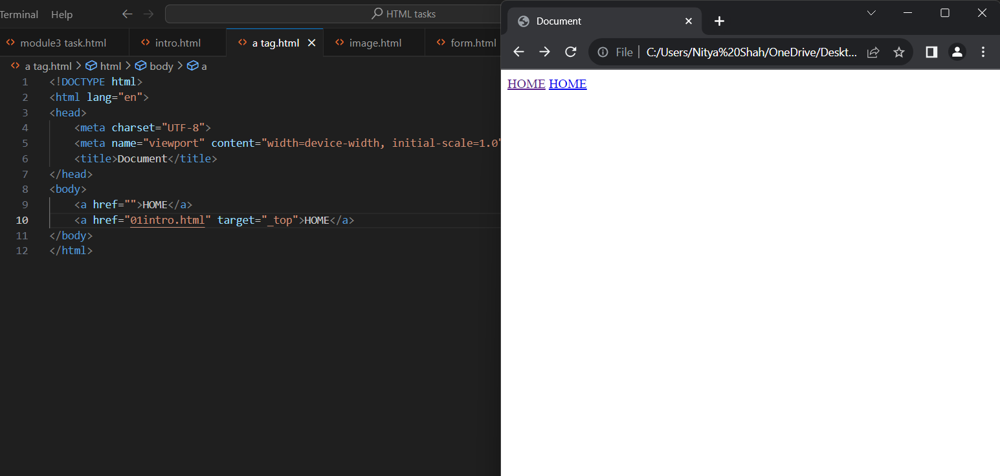 Terminal Help HTML tasks
module3 task.html intro.html a tag.html image.html form.html
a tag.html html body a
1 <!DOCTYPE html>
2 <html lang="en">
3 <head>
4 <meta charset="UTF-8">
5 <meta name="viewport" content="width=device-width, initial-scale=1.0"
6 <title>Document</title>
7 </head>
8 <body>
9 <a href="">HOME</a>
10 <a href="01intro.html" target="_top">HOME</a>
11 </body>
12 </html>
Document
File C:/Users/Nitya%20Shah/OneDrive/Deskt...
HOME HOME